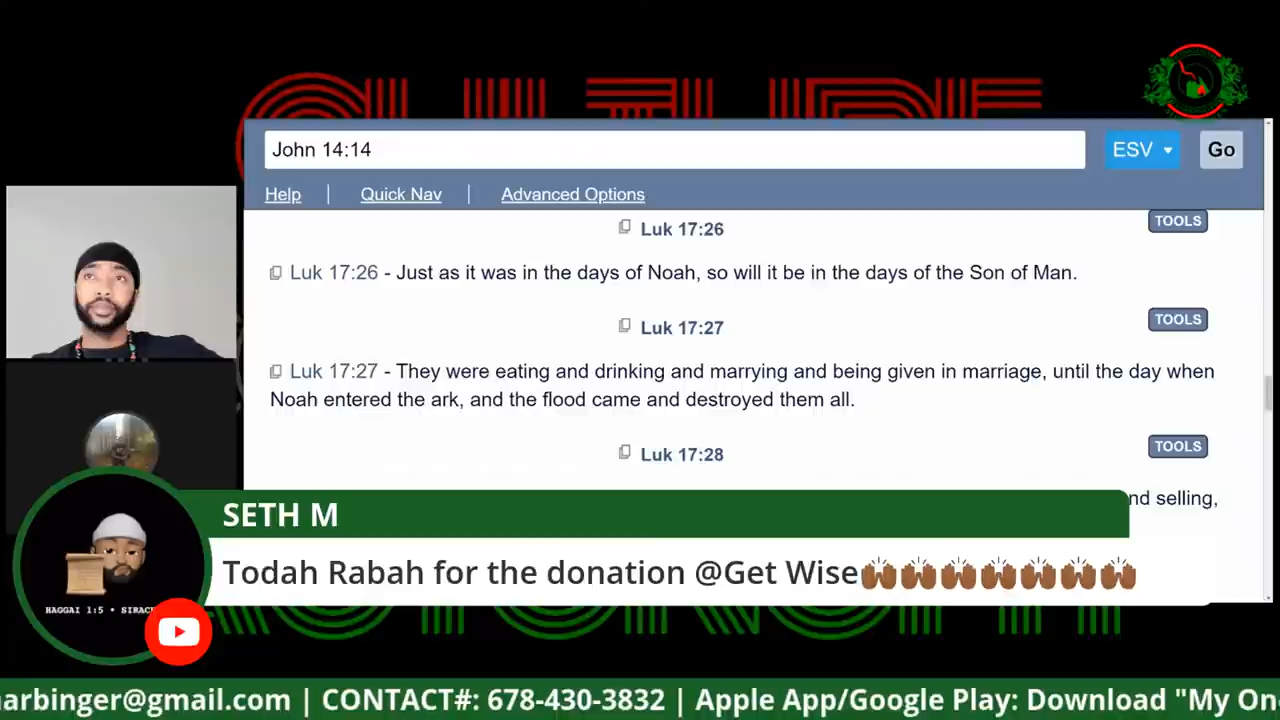 John 14:14
ESV
Go
Help | Quick Nav | Advanced Options
Luk 17:26
TOOLS
Luk 17:26 - Just as it was in the days of Noah, so will it be in the days of the Son of Man.
Luk 17:27
TOOLS
Luk 17:27 - They were eating and drinking and marrying and being given in marriage, until the day when
Noah entered the ark, and the flood came and destroyed them all.
Luk 17:28
TOOLS
nd selling,
SETH M
Todah Rabah for the donation @Get Wise🙌🏾🙌🏾🙌🏾🙌🏾🙌🏾🙌🏾🙌🏾
HAGGAI 1:5 • SIRAC
arbinger@gmail.com | CONTACT#: 678-430-3832 | Apple App/Google Play: Download "My On